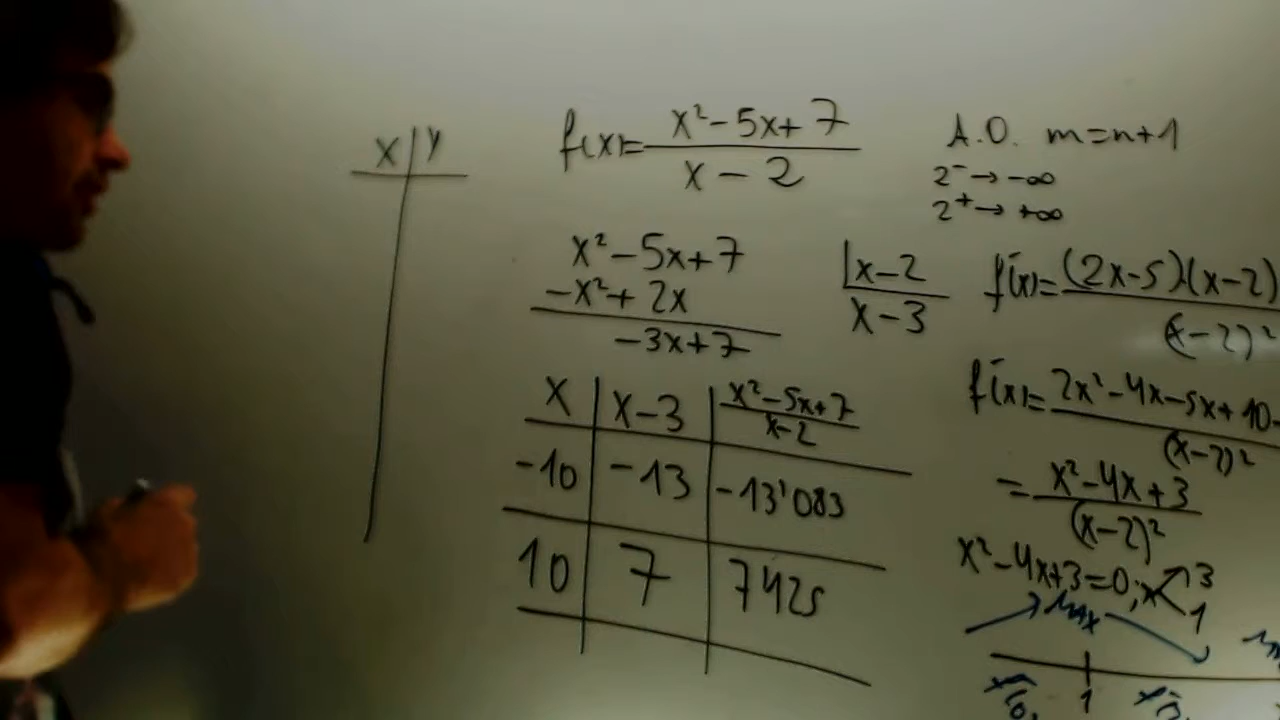 x | y
f(x)= (x²-5x+7)/(x-2)
A.O. m=n+1
2⁻→-∞
2⁺→+∞
x²-5x+7 |x-2
-x²+2x x-3
-3x+7
x | x-3 | (x²-5x+7)/(x-2)
-10 | -13 | -13'083
10 | 7 | 7'125
f'(x)= (2x-5)·(x-2)
(x-2)²
f'(x)= 2x²-4x-5x+10-
(x-2)²
= (x²-4x+3)/(x-2)²
x²-4x+3=0; x 3
1
MAX
1